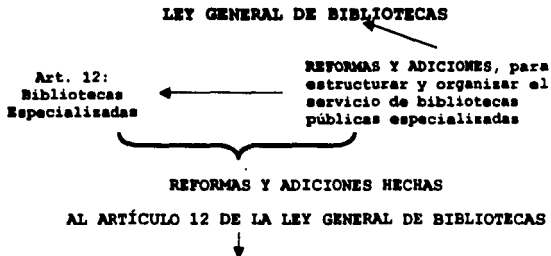 LEY GENERAL DE BIBLIOTECAS
REFORMAS Y ADICIONES, para
estructurar y organizar el
servicio de bibliotecas
públicas especializadas
Art. 12:
Bibliotecas
Especializadas
REFORMAS Y ADICIONES HECHAS
AL ARTÍCULO 12 DE LA LEY GENERAL DE BIBLIOTECAS